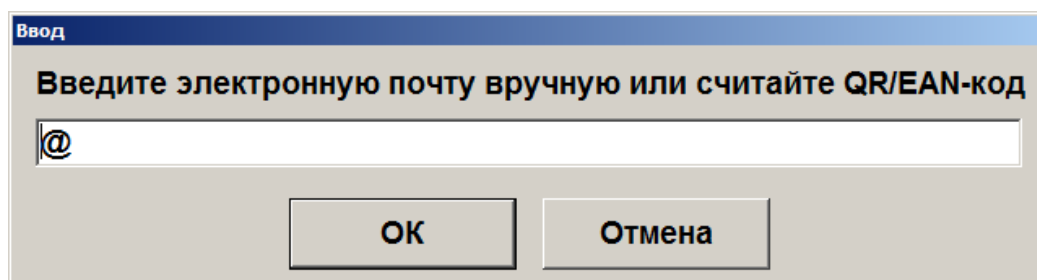 Ввод
Введите электронную почту вручную или считайте QR/EAN-код
@
ОК
Отмена